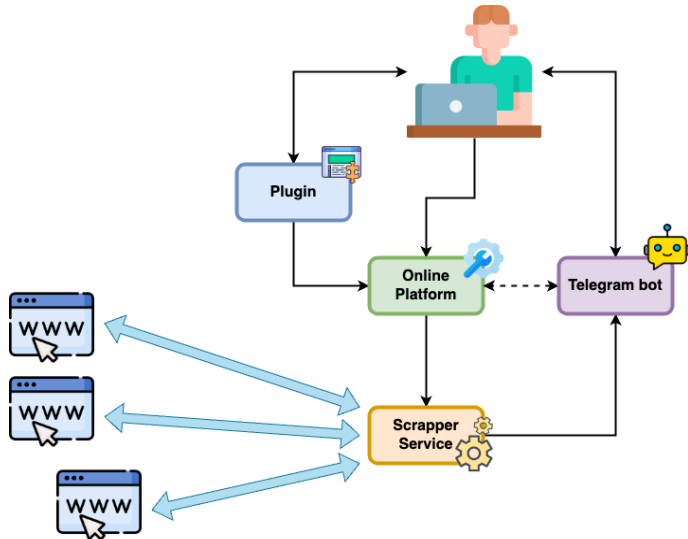 Plugin
Online
Platform
Telegram bot
WWW
WWW
Scrapper
Service
WWW